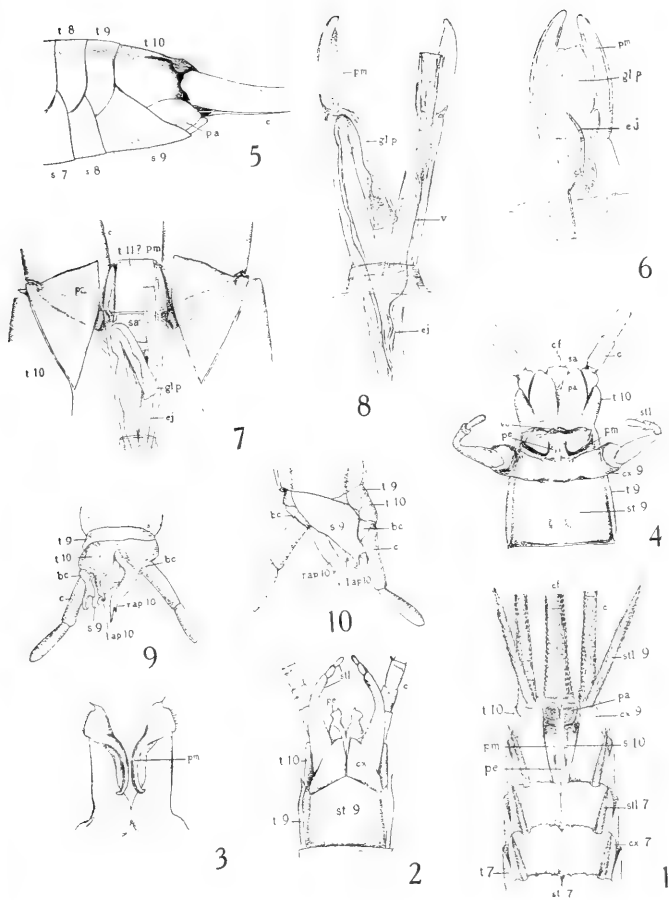 t 8 t 9 t 10
c
pa
s 7 s 8 s 9
5
pm
gl p
v
ej
8
pm
gl p
ej
6
c t 11? pm
t 10
sa
gl p
ej
7
cf sa c
pa
t 10
stl
pm
pe
cx 9
t 9
st 9
4
t 9
t 10
bc bc
c
rap 10
s 9
lap 10
9
t 9
t 10
bc
s 9 bc
c
rap 10
lap 10
10
pm
3
stl c
t 10
cx
t 9 st 9
2
cf c
stl 9
pa
t 10 cx 9
pm s 10
pe
stl 7
cx 7
t 7
st 7
1